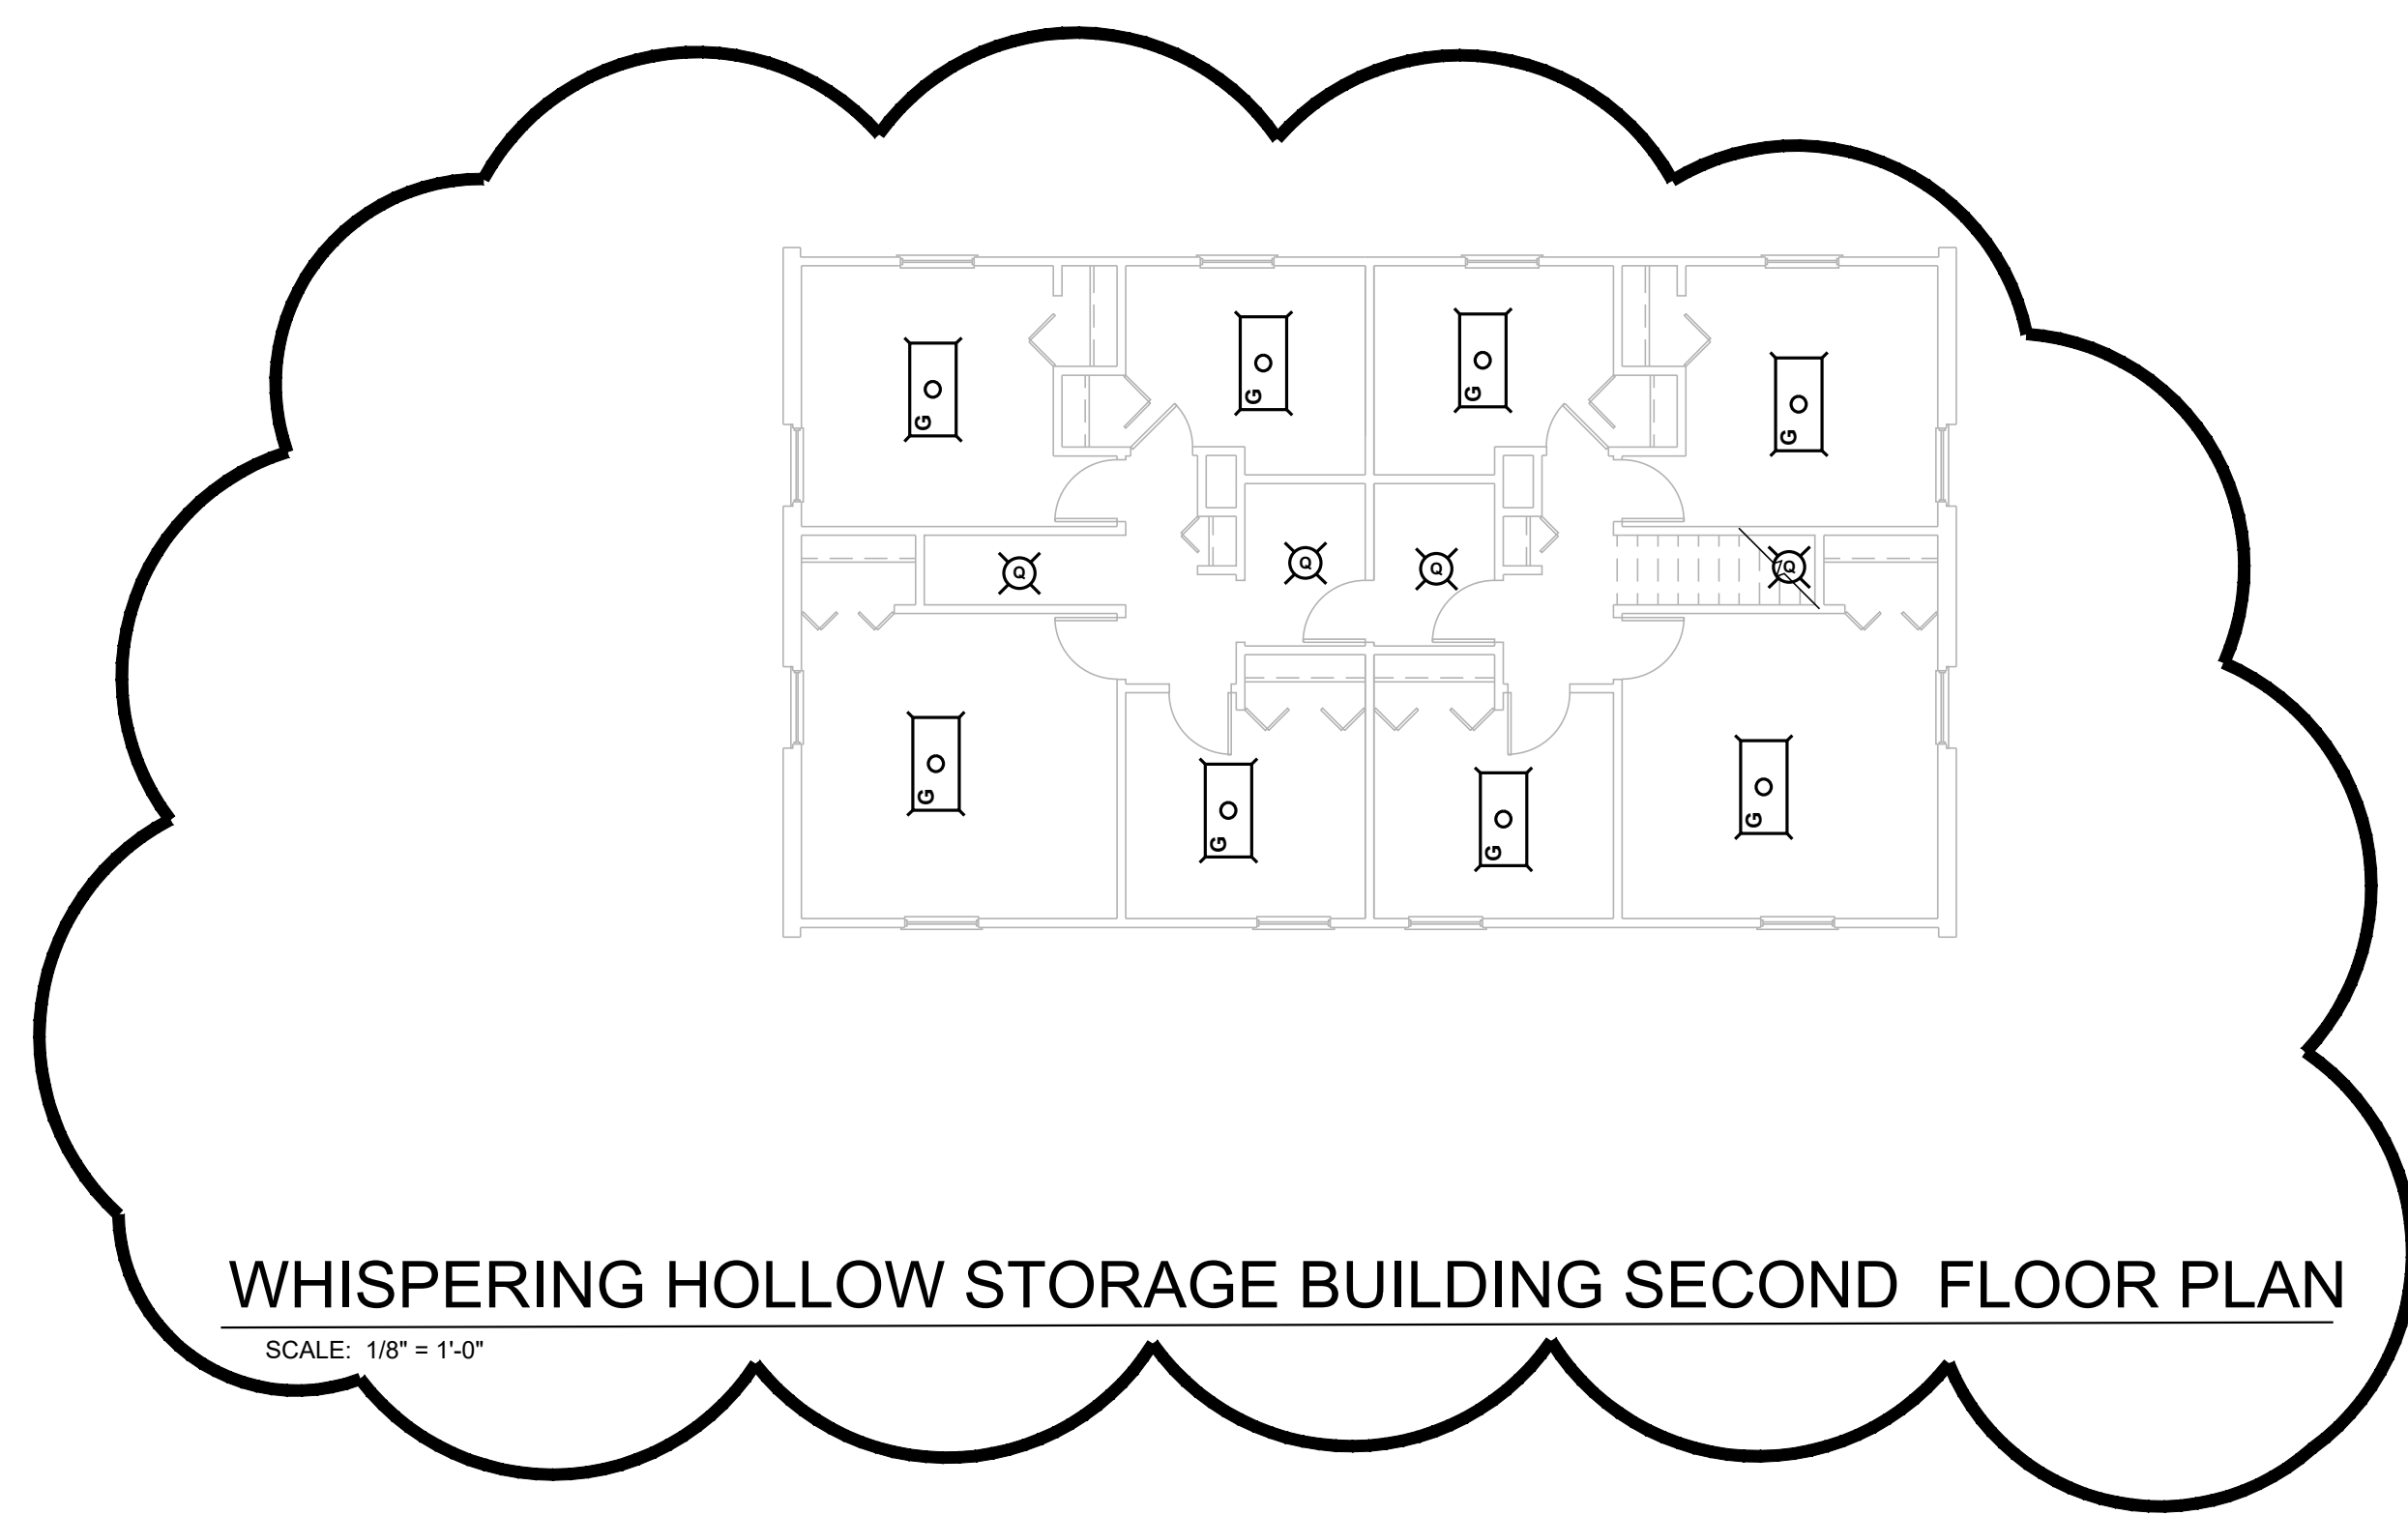 G
G
G
G
Q
Q
Q
Q
G
G
G
G
WHISPERING HOLLOW STORAGE BUILDING SECOND  FLOOR PLAN
SCALE:  1/8" = 1'-0"